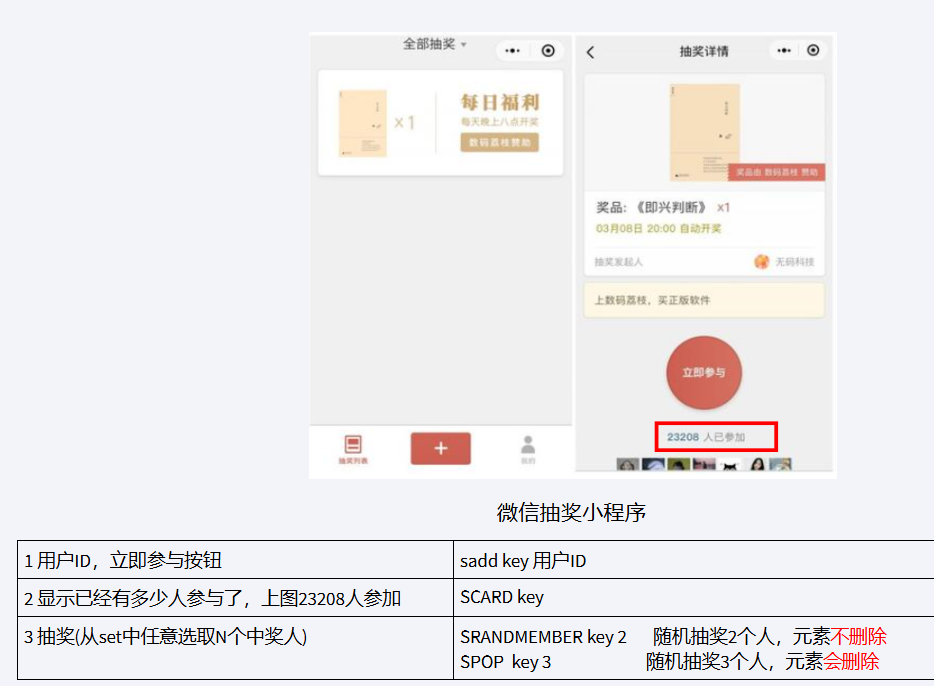 全部抽奖
×1
每日福利
每天晚上八点开奖
数码荔枝赞助
抽奖列表
+
我的
抽奖详情
奖品由 数码荔枝 赞助
奖品:《即兴判断》 x1
03月08日 20:00 自动开奖
抽奖发起人
无码科技
上数码荔枝,买正版软件
立即参与
23208 人已参加
微信抽奖小程序
1 用户ID,立即参与按钮
sadd key 用户ID
2 显示已经有多少人参与了,上图23208人参加
SCARD key
3 抽奖(从set中任意选取N个中奖人)
SRANDMEMBER key 2 随机抽奖2个人,元素不删除
SPOP key 3 随机抽奖3个人,元素会删除